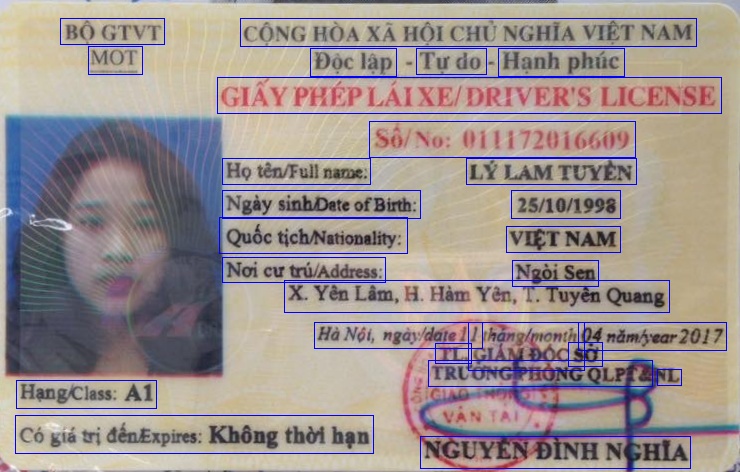 BỘ GTVT
MOT
CỘNG HÒA XÃ HỘI CHỦ NGHĨA VIỆT NAM
Độc lập - Tự do - Hạnh phúc
GIẤY PHÉP LÁI XE/ DRIVER'S LICENSE
Số/No: 011172016609
Họ tên/Full name: LÝ LAM TUYỀN
Ngày sinh/Date of Birth: 25/10/1998
Quốc tịch/Nationality: VIỆT NAM
Nơi cư trú/Address: Ngòi Sen
X. Yên Lâm, H. Hàm Yên, T. Tuyên Quang
Hà Nội, ngày/date 11 tháng/month 04 năm/year 2017
TL. GIÁM ĐỐC SỞ
TRƯỞNG PHÒNG QLPT & NL
Hạng/Class: A1
GIAO THÔNG
VẬN TẢI
Có giá trị đến/Expires: Không thời hạn
NGUYỄN ĐÌNH NGHĨA